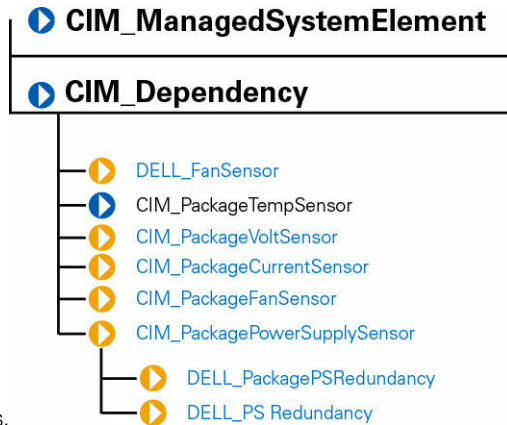 CIM_ManagedSystemElement
CIM_Dependency
DELL_FanSensor
CIM_PackageTempSensor
CIM_PackageVoltSensor
CIM_PackageCurrentSensor
CIM_PackageFanSensor
CIM_PackagePowerSupplySensor
DELL_PackagePSRedundancy
DELL_PS Redundancy
s.